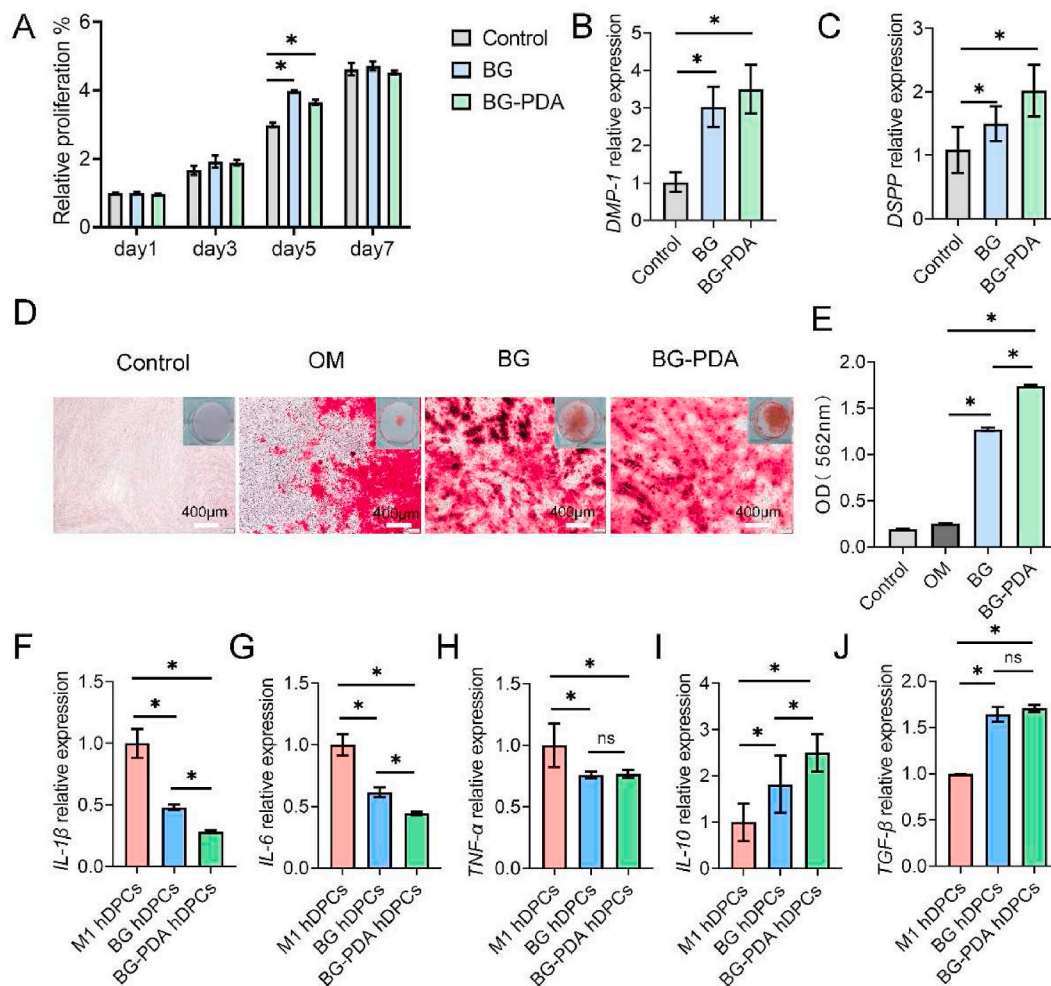 A
Relative proliferation %
6
4
2
0
day1 day3 day5 day7
* *
Control
BG
BG-PDA
B
DMP-1 relative expression
5
4
3
2
1
0
* *
Control BG BG-PDA
C
DSPP relative expression
3
2
1
0
* *
Control BG BG-PDA
D
Control OM BG BG-PDA
400μm 400μm 400μm 400μm
E
OD( 562nm)
2.0
1.5
1.0
0.5
0.0
* * *
Control OM BG BG-PDA
F
IL-1β relative expression
1.5
1.0
0.5
0.0
* * *
M1 hDPCs BG hDPCs BG-PDA hDPCs
G
IL-6 relative expression
1.5
1.0
0.5
0.0
* * *
M1 hDPCs BG hDPCs BG-PDA hDPCs
H
TNF-α relative expression
1.5
1.0
0.5
0.0
* * ns
M1 hDPCs BG hDPCs BG-PDA hDPCs
I
IL-10 relative expression
4
3
2
1
0
* * *
M1 hDPCs BG hDPCs BG-PDA hDPCs
J
TGF-β relative expression
2.0
1.5
1.0
0.5
0.0
* * ns
M1 hDPCs BG hDPCs BG-PDA hDPCs